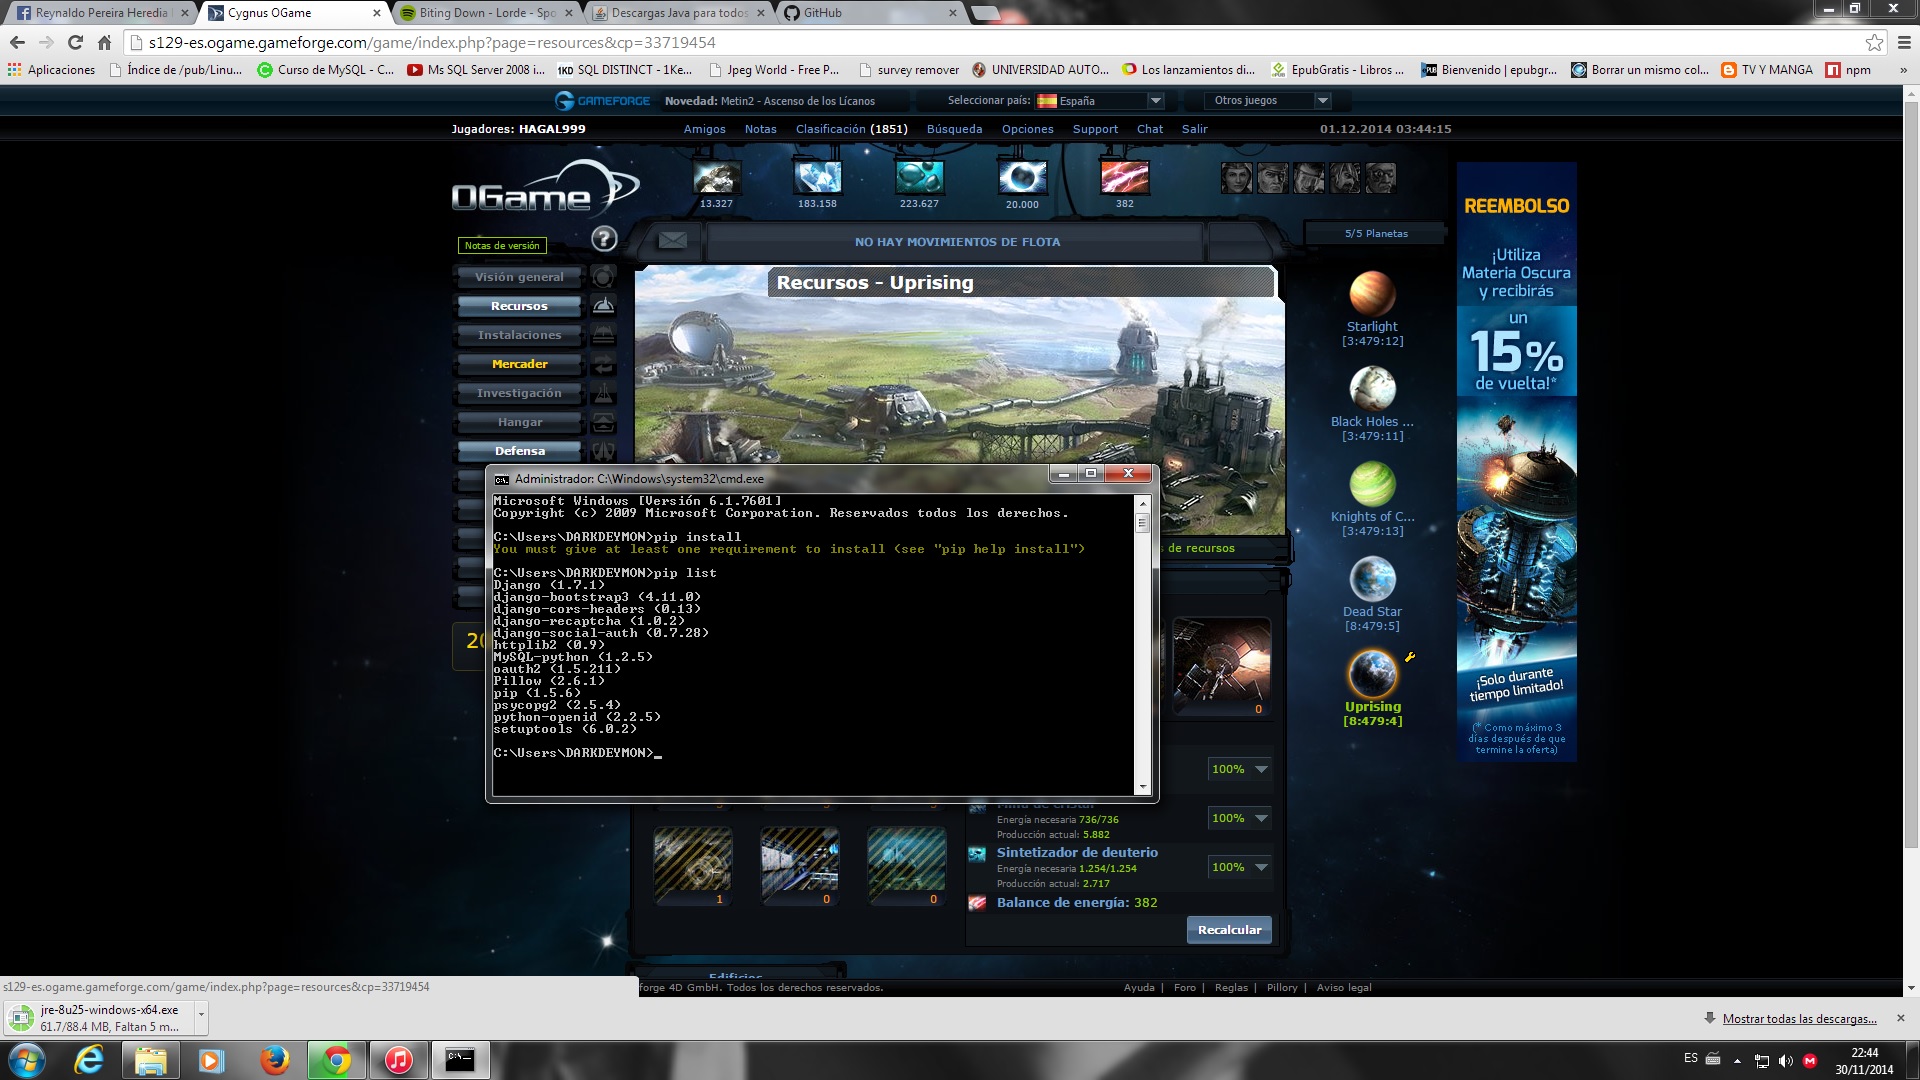 Reynaldo Pereira Heredia
Cygnus OGame
Biting Down - Lorde - Spo
Descargas Java para todos
GitHub
s129-es.ogame.gameforge.com/game/index.php?page=resources&cp=33719454
Aplicaciones
Índice de /pub/Linu...
Curso de MySQL - C...
Ms SQL Server 2008 i...
1KD SQL DISTINCT - 1Ke...
Jpeg World - Free P...
survey remover
UNIVERSIDAD AUTO...
Los lanzamientos di...
EpubGratis - Libros ...
Bienvenido | epubgr...
Borrar un mismo col...
TV Y MANGA
npm
»
GAMEFORGE
Novedad: Metin2 - Ascenso de los Lícanos
Seleccionar país:
España
Otros juegos
Jugadores: HAGAL999
Amigos
Notas
Clasificación (1851)
Búsqueda
Opciones
Support
Chat
Salir
01.12.2014 03:44:15
OGame
13.327
183.158
223.627
20.000
382
Notas de versión
?
NO HAY MOVIMIENTOS DE FLOTA
5/5 Planetas
Visión general
Recursos
Instalaciones
Mercader
Investigación
Hangar
Defensa
Recursos - Uprising
Starlight
[3:479:12]
Black Holes ...
[3:479:11]
Knights of C...
[3:479:13]
Dead Star
[8:479:5]
Uprising
[8:479:4]
REEMBOLSO
¡Utiliza
Materia Oscura
y recibirás
un
15%
de vuelta!*
¡Solo durante
tiempo limitado!
(* Como máximo 3
días después de que
termine la oferta)
Administrador: C:\Windows\system32\cmd.exe
Microsoft Windows [Versión 6.1.7601]
Copyright (c) 2009 Microsoft Corporation. Reservados todos los derechos.
C:\Users\DARKDEYMON>pip install
You must give at least one requirement to install (see "pip help install")
C:\Users\DARKDEYMON>pip list
Django (1.7.1)
django-bootstrap3 (4.11.0)
django-cors-headers (0.13)
django-recaptcha (1.0.2)
django-social-auth (0.7.28)
httplib2 (0.9)
MySQL-python (1.2.5)
oauth2 (1.5.211)
Pillow (2.6.1)
pip (1.5.6)
psycopg2 (2.5.4)
python-openid (2.2.5)
setuptools (6.0.2)
C:\Users\DARKDEYMON>_
s de recursos
20
0
100%
Mina de cristal
Energía necesaria 736/736
Producción actual: 5.882
100%
Sintetizador de deuterio
Energía necesaria 1.254/1.254
Producción actual: 2.717
100%
Balance de energía: 382
Recalcular
1
0
0
Edificios
s129-es.ogame.gameforge.com/game/index.php?page=resources&cp=33719454
forge 4D GmbH. Todos los derechos reservados.
Ayuda |
Foro |
Reglas |
Pillory |
Aviso legal
jre-8u25-windows-x64.exe
61.7/88.4 MB, Faltan 5 m...
Mostrar todas las descargas...
ES
22:44
30/11/2014